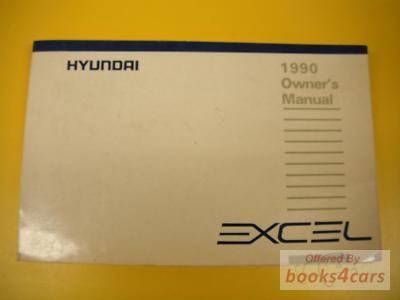 HYUNDAI
1990
Owner's
Manual
EXCEL
Offered By
books4cars